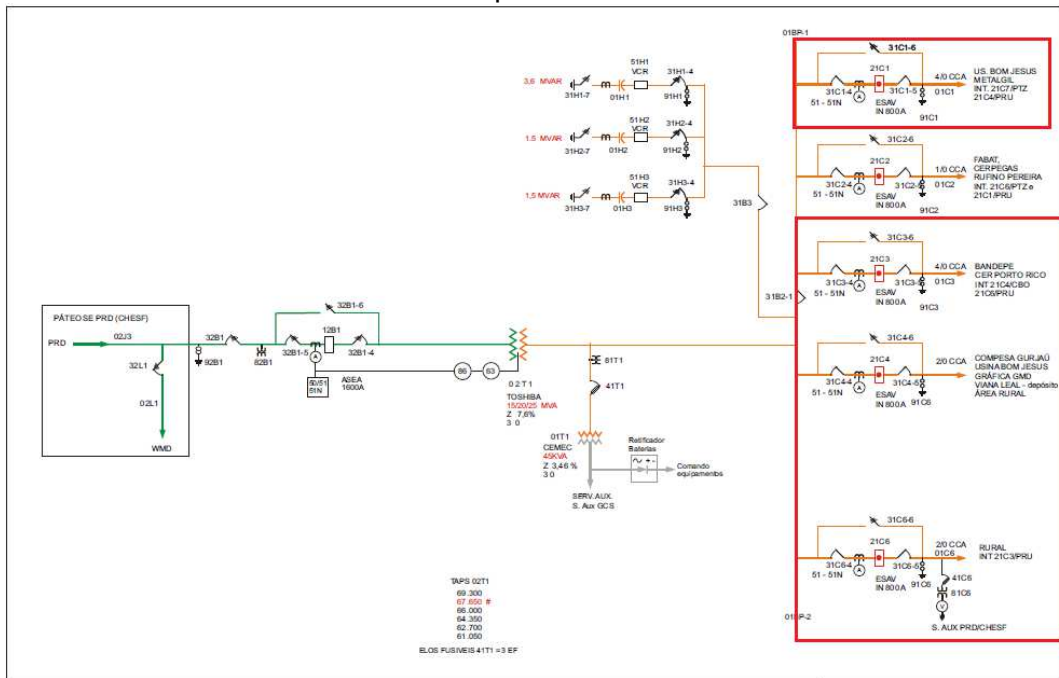 01BP-1
31C1-6
21C1
31C1-4
A
31C1-5
51 - 51N
ESAV
IN 800A
4/0 CCA
01C1
91C1
U.S. BOM JESUS
METALGIL
INT. 21C7/PTZ
21C4/PRU
31C2-6
21C2
31C2-4
A
51 - 51N
ESAV
IN 800A
1/0 CCA
01C2
91C2
FABAT,
CERPEGAS
RUFINO PEREIRA
INT. 21C6/PTZ e
21C1/PRU
31C3-6
21C3
31C3-4
A
51 - 51N
ESAV
IN 800A
4/0 CCA
01C3
91C3
BANDEPE
CER PORTO RICO
INT 21C4/CBO
21C6/PRU
31C4-6
21C4
31C4-4
A
31C4-5
51 - 51N
ESAV
IN 800A
2/0 CCA
91C6
COMPESA GURJAÚ
USINA BOM JESUS
GRÁFICA GMD
VIANA LEAL - depósito
ÁREA RURAL
31C6-6
21C6
31C6-4
A
31C6-5
51 - 51N
ESAV
IN 800A
2/0 CCA
01C6
91C6
RURAL
INT 21C3/PRU
41C6
81C6
V
S. AUX PRD/CHESF
3,6 MVAR
31H1-7
01H1
51H1
VCR
31H1-4
91H1
1.5 MVAR
31H2-7
01H2
51H2
VCR
31H2-4
91H2
1,5 MVAR
31H3-7
01H3
51H3
VCR
31H3-4
91H3
31B3
31B2-1
PÁTEO SE PRD (CHESF)
PRD
02J3
32L1
02L1
WMD
32B1
92B1
82B1
32B1-6
12B1
32B1-5
A
32B1-4
50/51
51N
ASEA
1600A
86
63
02T1
TOSHIBA
15/20/25 MVA
Z 7,6%
3 0
81T1
41T1
01T1
CEMEC
45KVA
Z 3,46 %
3 0
Retificador
Baterias
Comando
equipamentos
SERV. AUX.
S. Aux GCS
TAPS 02T1
69.300
67.650 #
66.000
64.350
62.700
61.050
ELOS FUSIVEIS 41T1 = 3 EF